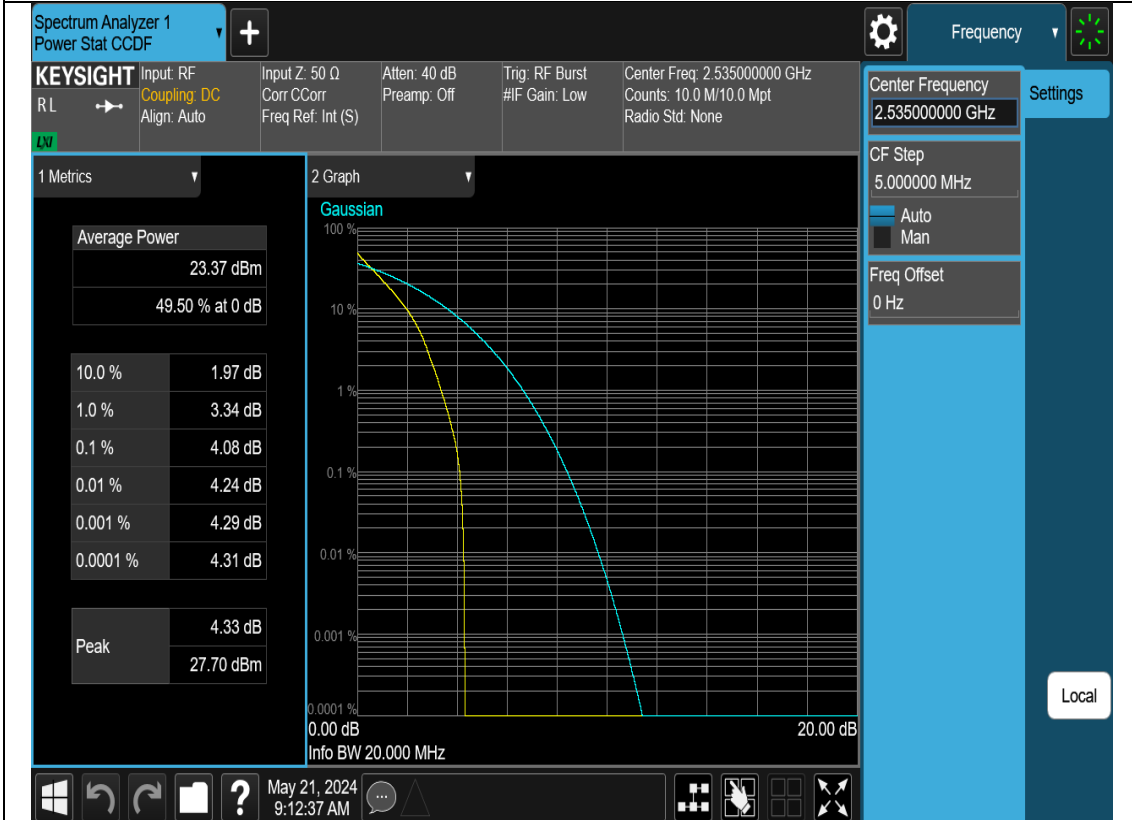 Spectrum Analyzer 1
Power Stat CCDF
+
Frequency
KEYSIGHT
RL
LXI
Input: RF
Coupling: DC
Align: Auto
Input Z: 50 Ω
Corr CCorr
Freq Ref: Int (S)
Atten: 40 dB
Preamp: Off
Trig: RF Burst
#IF Gain: Low
Center Freq: 2.535000000 GHz
Counts: 10.0 M/10.0 Mpt
Radio Std: None
Center Frequency
2.535000000 GHz
Settings
CF Step
5.000000 MHz
Auto
Man
Freq Offset
0 Hz
1 Metrics
Average Power
23.37 dBm
49.50 % at 0 dB
10.0 % 1.97 dB
1.0 % 3.34 dB
0.1 % 4.08 dB
0.01 % 4.24 dB
0.001 % 4.29 dB
0.0001 % 4.31 dB
Peak
4.33 dB
27.70 dBm
2 Graph
Gaussian
100 %
10 %
1 %
0.1 %
0.01 %
0.001 %
0.0001 %
0.00 dB 20.00 dB
Info BW 20.000 MHz
Local
?
May 21, 2024
9:12:37 AM